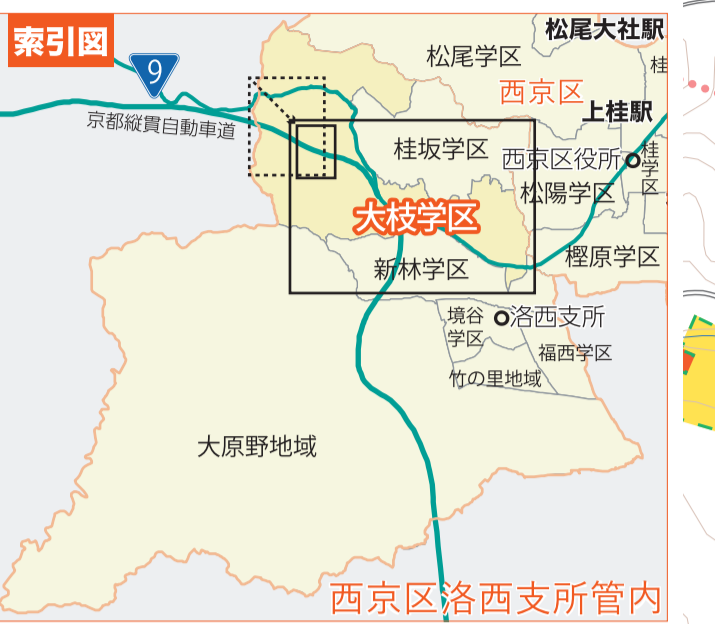 索引図
松尾大社駅
松尾学区
桂
9
西京区
上桂駅
京都縦貫自動車道
桂坂学区
西京区役所
桂学区
松陽学区
大枝学区
樫原学区
新林学区
境谷
学区
洛西支所
福西学区
竹の里地域
大原野地域
西京区洛西支所管内